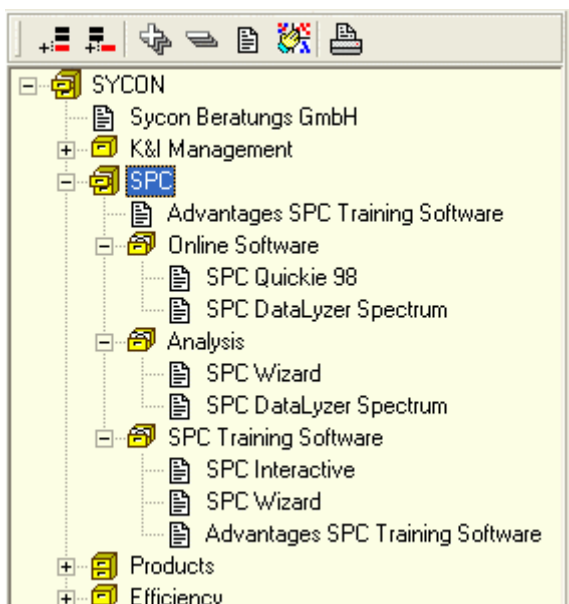 SYCON
Sycon Beratungs GmbH
K&I Management
SPC
Advantages SPC Training Software
Online Software
SPC Quickie 98
SPC DataLyzer Spectrum
Analysis
SPC Wizard
SPC DataLyzer Spectrum
SPC Training Software
SPC Interactive
SPC Wizard
Advantages SPC Training Software
Products
Efficiency